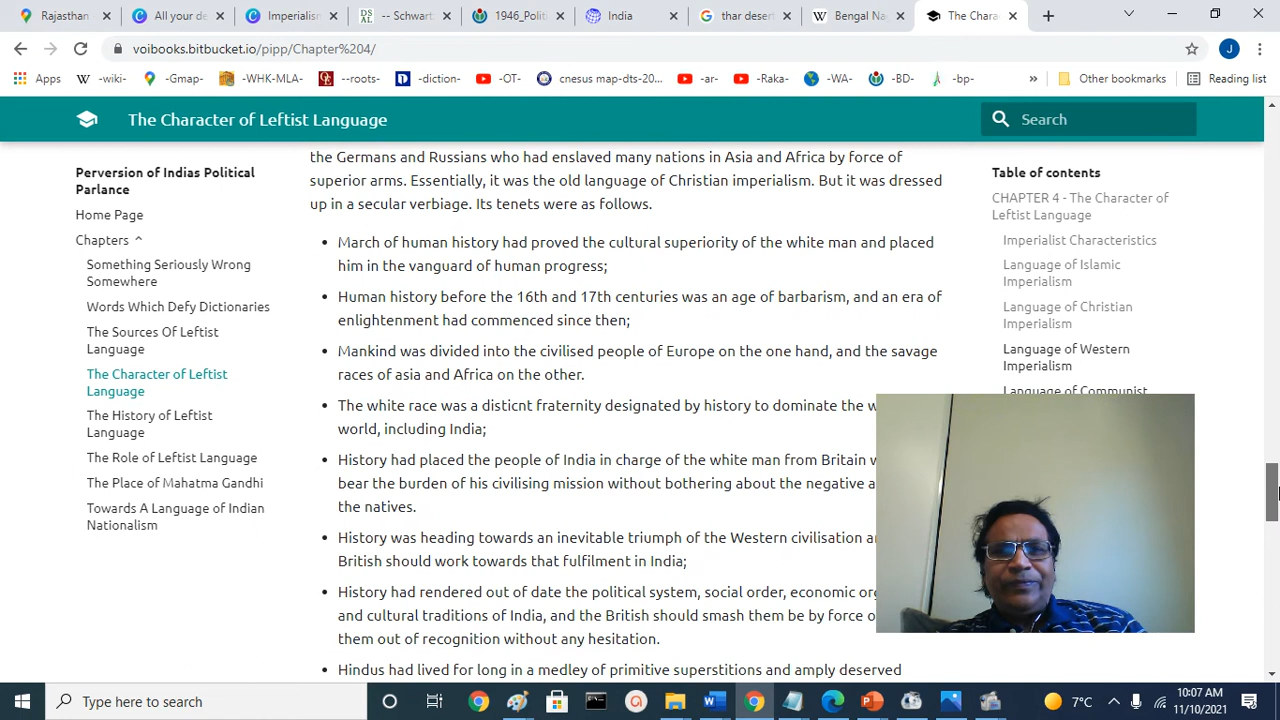 Rajasthan
All your de
Imperialism
DS
AL
-- Schwart
1946_Polit
India
thar desert
Bengal Na
The Chara
voibooks.bitbucket.io/pipp/Chapter%204/
J
Apps
-wiki-
-Gmap-
-WHK-MLA-
--roots-
-diction-
-OT-
cnesus map-dts-20...
-ar-
-Raka-
-WA-
-BD-
-bp-
»
Other bookmarks
Reading list
The Character of Leftist Language
Search
Perversion of Indias Political
Parlance
Home Page
Chapters
Something Seriously Wrong
Somewhere
Words Which Defy Dictionaries
The Sources Of Leftist
Language
The Character of Leftist
Language
The History of Leftist
Language
The Role of Leftist Language
The Place of Mahatma Gandhi
Towards A Language of Indian
Nationalism
the Germans and Russians who had enslaved many nations in Asia and Africa by force of
superior arms. Essentially, it was the old language of Christian imperialism. But it was dressed
up in a secular verbiage. Its tenets were as follows.
• March of human history had proved the cultural superiority of the white man and placed
him in the vanguard of human progress;
• Human history before the 16th and 17th centuries was an age of barbarism, and an era of
enlightenment had commenced since then;
• Mankind was divided into the civilised people of Europe on the one hand, and the savage
races of asia and Africa on the other.
• The white race was a disticnt fraternity designated by history to dominate the w
world, including India;
• History had placed the people of India in charge of the white man from Britain w
bear the burden of his civilising mission without bothering about the negative a
the natives.
• History was heading towards an inevitable triumph of the Western civilisation a
British should work towards that fulfilment in India;
• History had rendered out of date the political system, social order, economic or
and cultural traditions of India, and the British should smash them be by force o
them out of recognition without any hesitation.
• Hindus had lived for long in a medley of primitive superstitions and amply deserved
Table of contents
CHAPTER 4 - The Character of
Leftist Language
Imperialist Characteristics
Language of Islamic
Imperialism
Language of Christian
Imperialism
Language of Western
Imperialism
Language of Communist
Type here to search
7°C
10:07 AM
11/10/2021